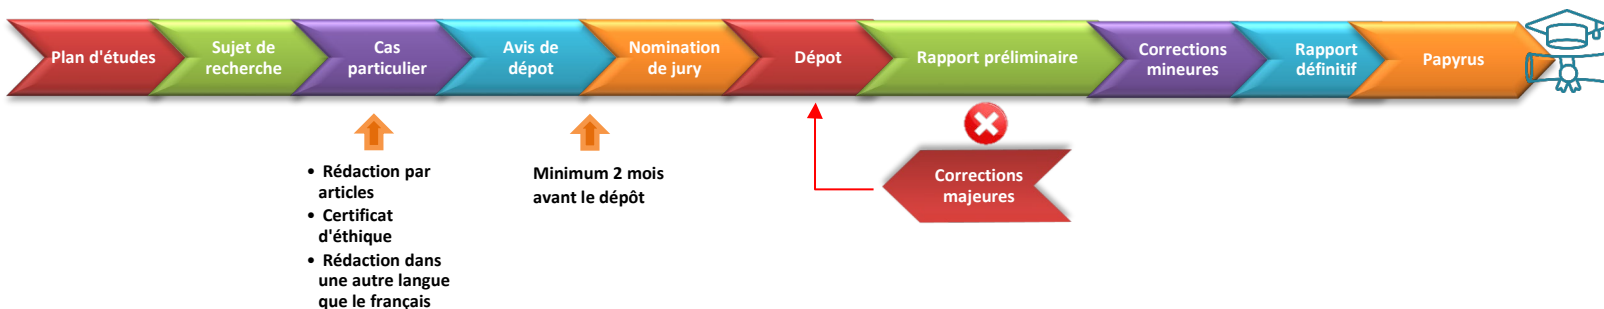 Plan d'études
Sujet de
recherche
Cas
particulier
Avis de
dépot
Nomination
de jury
Dépot
Rapport préliminaire
Corrections
mineures
Rapport
définitif
Papyrus
• Rédaction par
articles
• Certificat
d'éthique
• Rédaction dans
une autre langue
que le français
Minimum 2 mois
avant le dépôt
Corrections
majeures